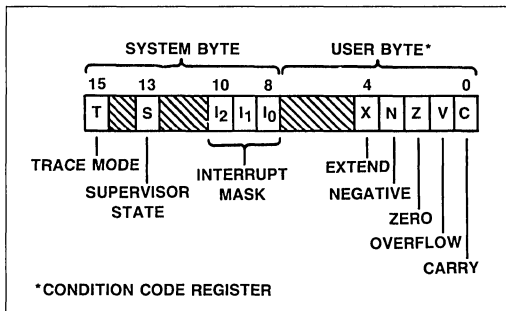 SYSTEM BYTE USER BYTE*
15 13 10 8 4 0
T S I2 I1 I0 X N Z V C
TRACE MODE
SUPERVISOR STATE
INTERRUPT MASK
EXTEND
NEGATIVE
ZERO
OVERFLOW
CARRY
*CONDITION CODE REGISTER